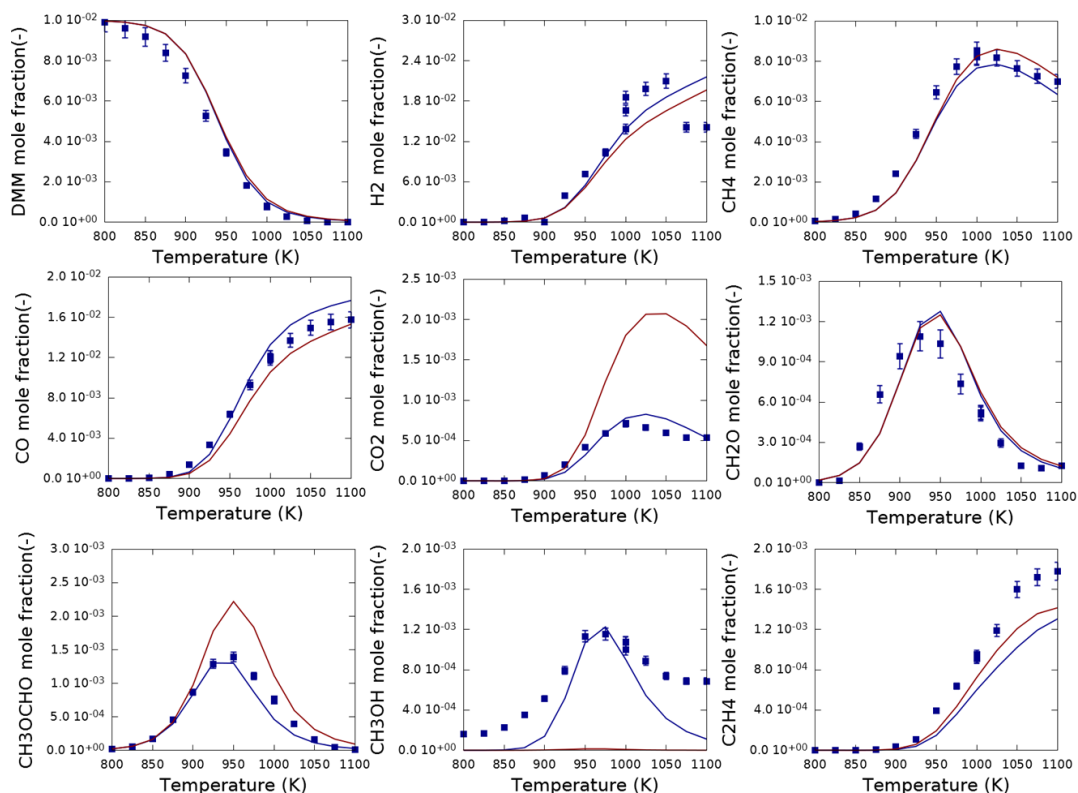 1.0 10-02
8.0 10-03
6.0 10-03
4.0 10-03
2.0 10-03
0.0 10+00
DMM mole fraction(-)
800 850 900 950 1000 1050 1100
Temperature (K)
3.0 10-02
2.4 10-02
1.8 10-02
1.2 10-02
6.0 10-03
0.0 10+00
H2 mole fraction(-)
800 850 900 950 1000 1050 1100
Temperature (K)
1.0 10-02
8.0 10-03
6.0 10-03
4.0 10-03
2.0 10-03
0.0 10+00
CH4 mole fraction(-)
800 850 900 950 1000 1050 1100
Temperature (K)
2.0 10-02
1.6 10-02
1.2 10-02
8.0 10-03
4.0 10-03
0.0 10+00
CO mole fraction(-)
800 850 900 950 1000 1050 1100
Temperature (K)
2.5 10-03
2.0 10-03
1.5 10-03
1.0 10-03
5.0 10-04
0.0 10+00
CO2 mole fraction(-)
800 850 900 950 1000 1050 1100
Temperature (K)
1.5 10-03
1.2 10-03
9.0 10-04
6.0 10-04
3.0 10-04
0.0 10+00
CH2O mole fraction(-)
800 850 900 950 1000 1050 1100
Temperature (K)
3.0 10-03
2.5 10-03
2.0 10-03
1.5 10-03
1.0 10-03
5.0 10-04
0.0 10+00
CH3OCHO mole fraction(-)
800 850 900 950 1000 1050 1100
Temperature (K)
2.0 10-03
1.6 10-03
1.2 10-03
8.0 10-04
4.0 10-04
0.0 10+00
CH3OH mole fraction(-)
800 850 900 950 1000 1050 1100
Temperature (K)
2.0 10-03
1.6 10-03
1.2 10-03
8.0 10-04
4.0 10-04
0.0 10+00
C2H4 mole fraction(-)
800 850 900 950 1000 1050 1100
Temperature (K)